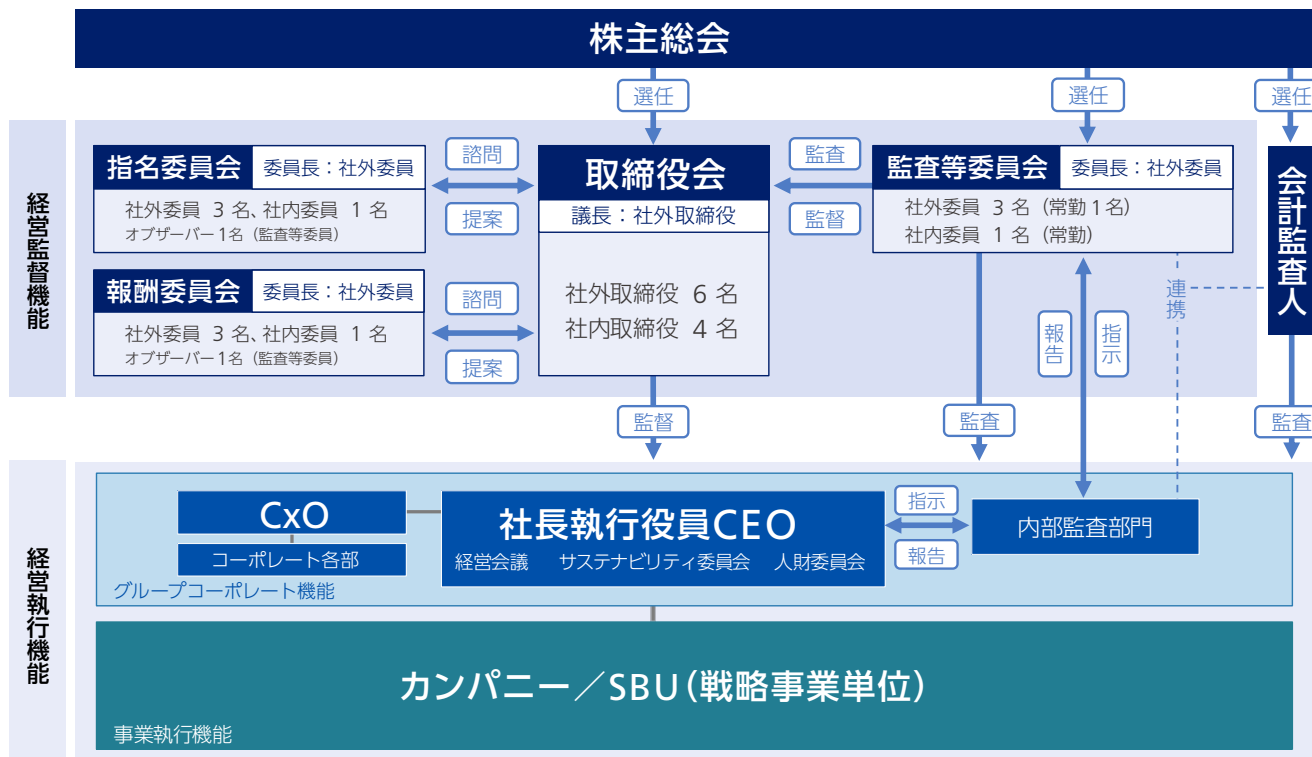 株主総会
選任
選任
選任
経営監督機能
指名委員会 委員長：社外委員
社外委員 3 名、社内委員 1 名
オブザーバー1名（監査等委員）
諮問
提案
取締役会
議長：社外取締役
社外取締役 6 名
社内取締役 4 名
監査
監督
監査等委員会 委員長：社外委員
社外委員 3 名（常勤1名）
社内委員 1 名（常勤）
会計監査人
報酬委員会 委員長：社外委員
社外委員 3 名、社内委員 1 名
オブザーバー1名（監査等委員）
諮問
提案
連携
報告
指示
監督
監査
監査
経営執行機能
CxO
コーポレート各部
グループコーポレート機能
社長執行役員CEO
経営会議 サステナビリティ委員会 人財委員会
指示
報告
内部監査部門
カンパニー／SBU（戦略事業単位）
事業執行機能